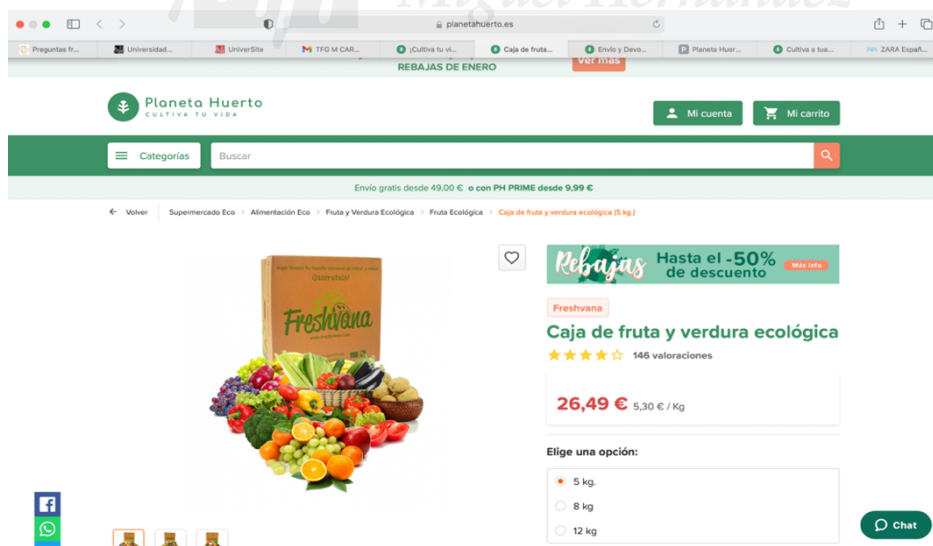 Miguel Hernández
planetahuerto.es
Preguntas fr...
Universidad...
UniverSite
TFG M CAR...
¡Cultiva tu vi...
Caja de fruta...
Envío y Devo...
Planeta Huer...
Cultiva a tua...
ZARA Españ...
REBAJAS DE ENERO
Ver más
Planeta Huerto
CULTIVA TU VIDA
Mi cuenta
Mi carrito
Categorías
Buscar
Envío gratis desde 49,00 € o con PH PRIME desde 9,99 €
Volver
Supermercado Eco > Alimentación Eco > Fruta y Verdura Ecológica > Fruta Ecológica > Caja de fruta y verdura ecológica (5 kg.)
Freshvana
Rebajas
Hasta el -50%
de descuento
Más info
Freshvana
Caja de fruta y verdura ecológica
146 valoraciones
26,49 € 5,30 € / Kg
Elige una opción:
5 kg.
8 kg
12 kg
Chat